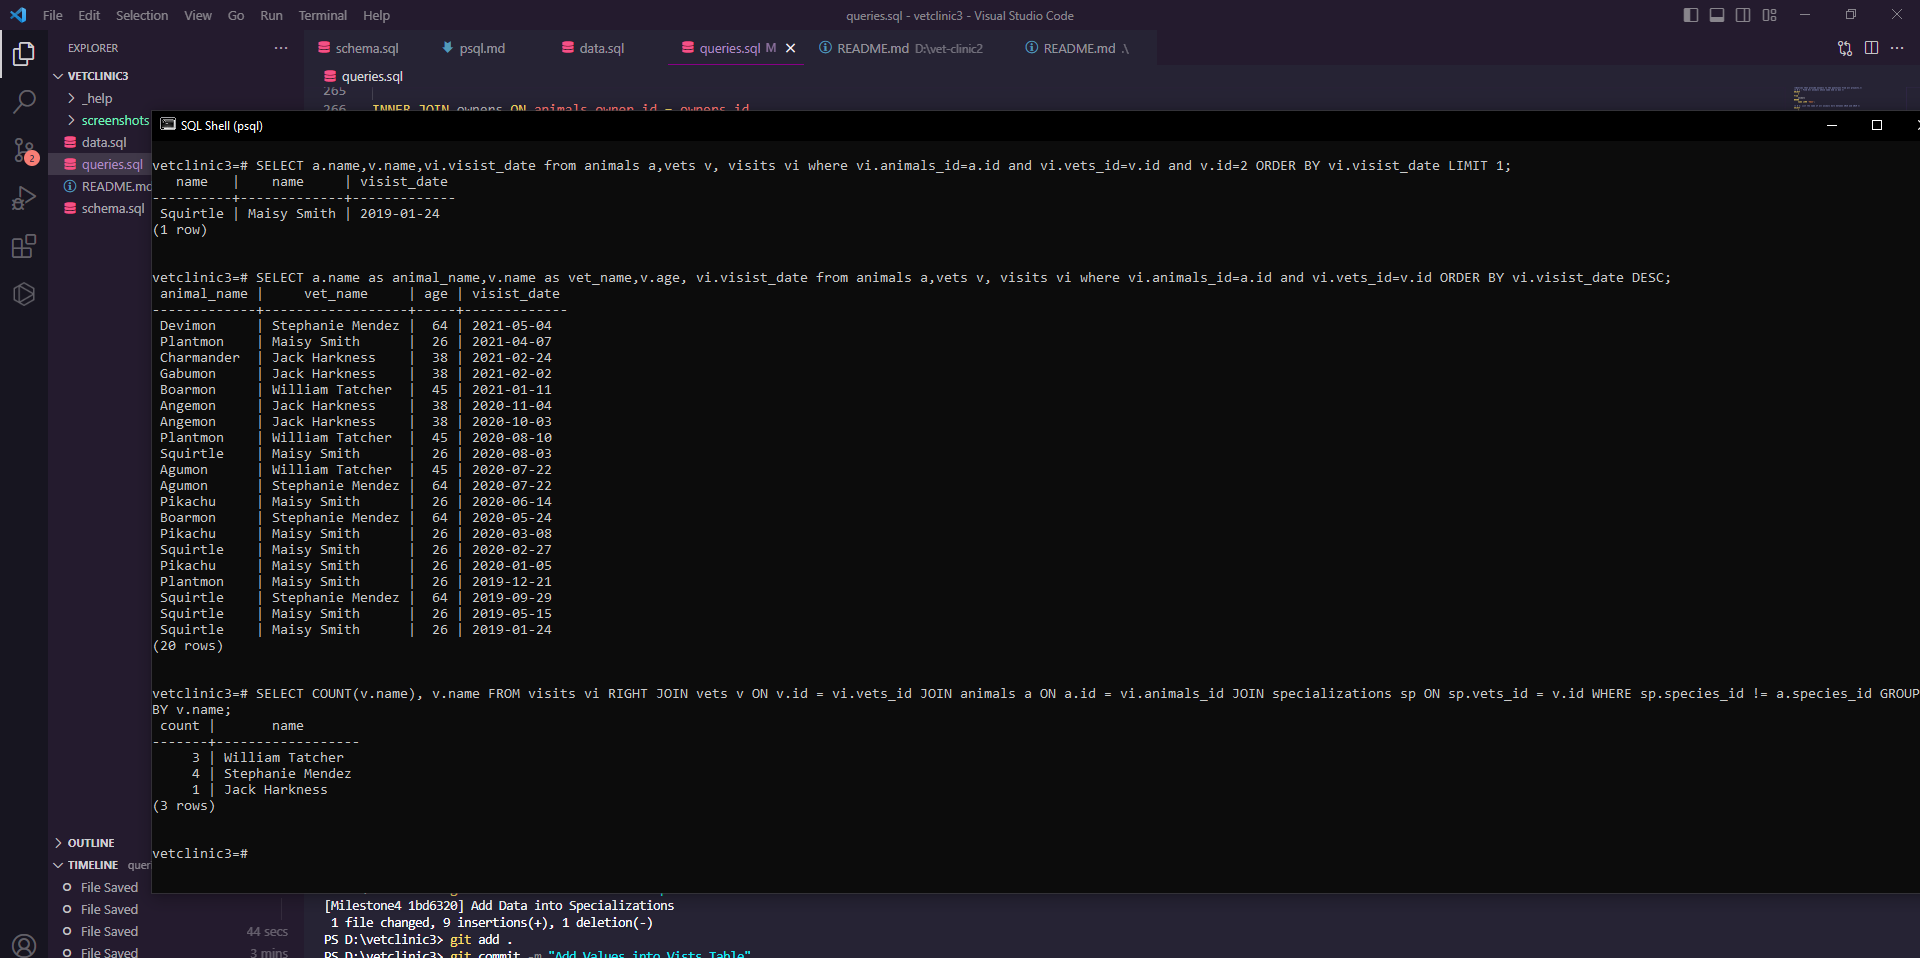 File Edit Selection View Go Run Terminal Help
queries.sql - vetclinic3 - Visual Studio Code
EXPLORER
schema.sql psql.md data.sql queries.sql M README.md D:\vet-clinic2 README.md .\
VETCLINIC3
queries.sql
_help
265
266 INNER JOIN owners ON animals.owner_id = owners.id
screenshots
data.sql
queries.sql
README.md
schema.sql
SQL Shell (psql)
vetclinic3=# SELECT a.name,v.name,vi.visist_date from animals a,vets v, visits vi where vi.animals_id=a.id and vi.vets_id=v.id and v.id=2 ORDER BY vi.visist_date LIMIT 1;
name | name | visist_date
----------+-------------+-------------
Squirtle | Maisy Smith | 2019-01-24
(1 row)
vetclinic3=# SELECT a.name as animal_name,v.name as vet_name,v.age, vi.visist_date from animals a,vets v, visits vi where vi.animals_id=a.id and vi.vets_id=v.id ORDER BY vi.visist_date DESC;
animal_name | vet_name | age | visist_date
-------------+------------------+-----+-------------
Devimon | Stephanie Mendez | 64 | 2021-05-04
Plantmon | Maisy Smith | 26 | 2021-04-07
Charmander | Jack Harkness | 38 | 2021-02-24
Gabumon | Jack Harkness | 38 | 2021-02-02
Boarmon | William Tatcher | 45 | 2021-01-11
Angemon | Jack Harkness | 38 | 2020-11-04
Angemon | Jack Harkness | 38 | 2020-10-03
Plantmon | William Tatcher | 45 | 2020-08-10
Squirtle | Maisy Smith | 26 | 2020-08-03
Agumon | William Tatcher | 45 | 2020-07-22
Agumon | Stephanie Mendez | 64 | 2020-07-22
Pikachu | Maisy Smith | 26 | 2020-06-14
Boarmon | Stephanie Mendez | 64 | 2020-05-24
Pikachu | Maisy Smith | 26 | 2020-03-08
Squirtle | Maisy Smith | 26 | 2020-02-27
Pikachu | Maisy Smith | 26 | 2020-01-05
Plantmon | Maisy Smith | 26 | 2019-12-21
Squirtle | Stephanie Mendez | 64 | 2019-09-29
Squirtle | Maisy Smith | 26 | 2019-05-15
Squirtle | Maisy Smith | 26 | 2019-01-24
(20 rows)
vetclinic3=# SELECT COUNT(v.name), v.name FROM visits vi RIGHT JOIN vets v ON v.id = vi.vets_id JOIN animals a ON a.id = vi.animals_id JOIN specializations sp ON sp.vets_id = v.id WHERE sp.species_id != a.species_id GROUP
BY v.name;
count | name
-------+------------------
3 | William Tatcher
4 | Stephanie Mendez
1 | Jack Harkness
(3 rows)
vetclinic3=#
2
OUTLINE
TIMELINE quer
File Saved
File Saved
File Saved 44 secs
File Saved 3 mins
[Milestone4 1bd6320] Add Data into Specializations
1 file changed, 9 insertions(+), 1 deletion(-)
PS D:\vetclinic3> git add .
PS D:\vetclinic3> git commit -m "Add Values into Vists Table"